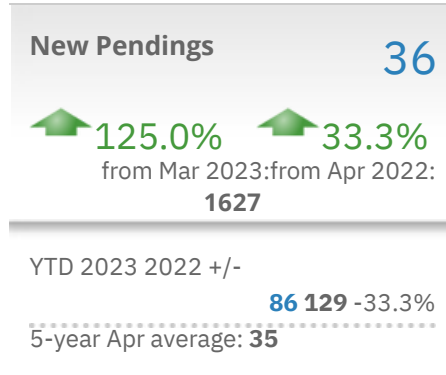 New Pendings
36
125.0% 33.3%
from Mar 2023:from Apr 2022:
1627
YTD 2023 2022 +/-
86 129 -33.3%
5-year Apr average: 35